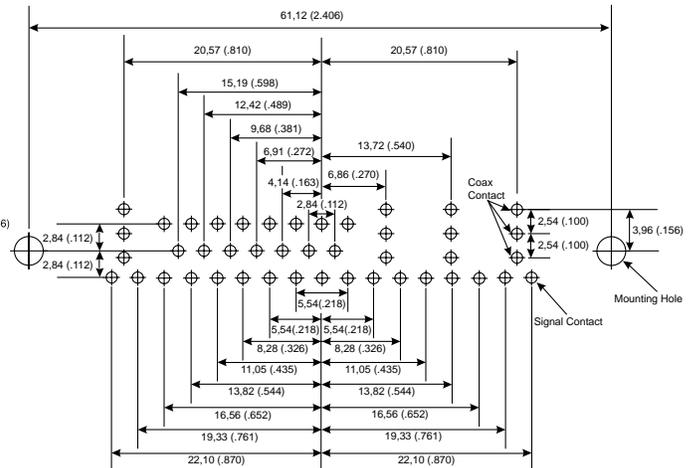 61,12 (2.406)
20,57 (.810) 20,57 (.810)
15,19 (.598)
12,42 (.489)
9,68 (.381)
13,72 (.540)
6,91 (.272)
6,86 (.270)
4,14 (.163)
Coax
Contact
2,84 (.112)
6)
2,54 (.100)
3,96 (.156)
2,84 (.112)
2,54 (.100)
2,84 (.112)
Mounting Hole
5,54(.218)
Signal Contact
5,54(.218) 5,54(.218)
8,28 (.326) 8,28 (.326)
11,05 (.435) 11,05 (.435)
13,82 (.544) 13,82 (.544)
16,56 (.652) 16,56 (.652)
19,33 (.761) 19,33 (.761)
22,10 (.870) 22,10 (.870)